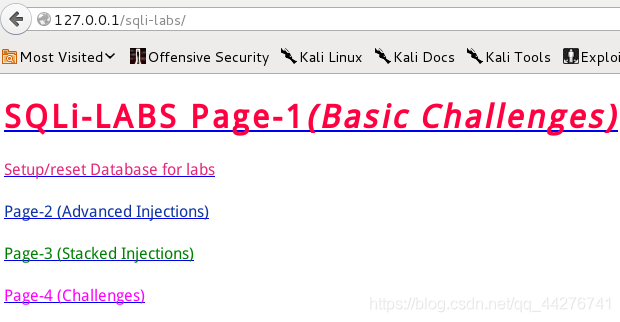 127.0.0.1/sqli-labs/
Most Visited Offensive Security Kali Linux Kali Docs Kali Tools Exploi
SQLi-LABS Page-1(Basic Challenges)
Setup/reset Database for labs
Page-2 (Advanced Injections)
Page-3 (Stacked Injections)
Page-4 (Challenges)
https://blog.csdn.net/qq_44276741